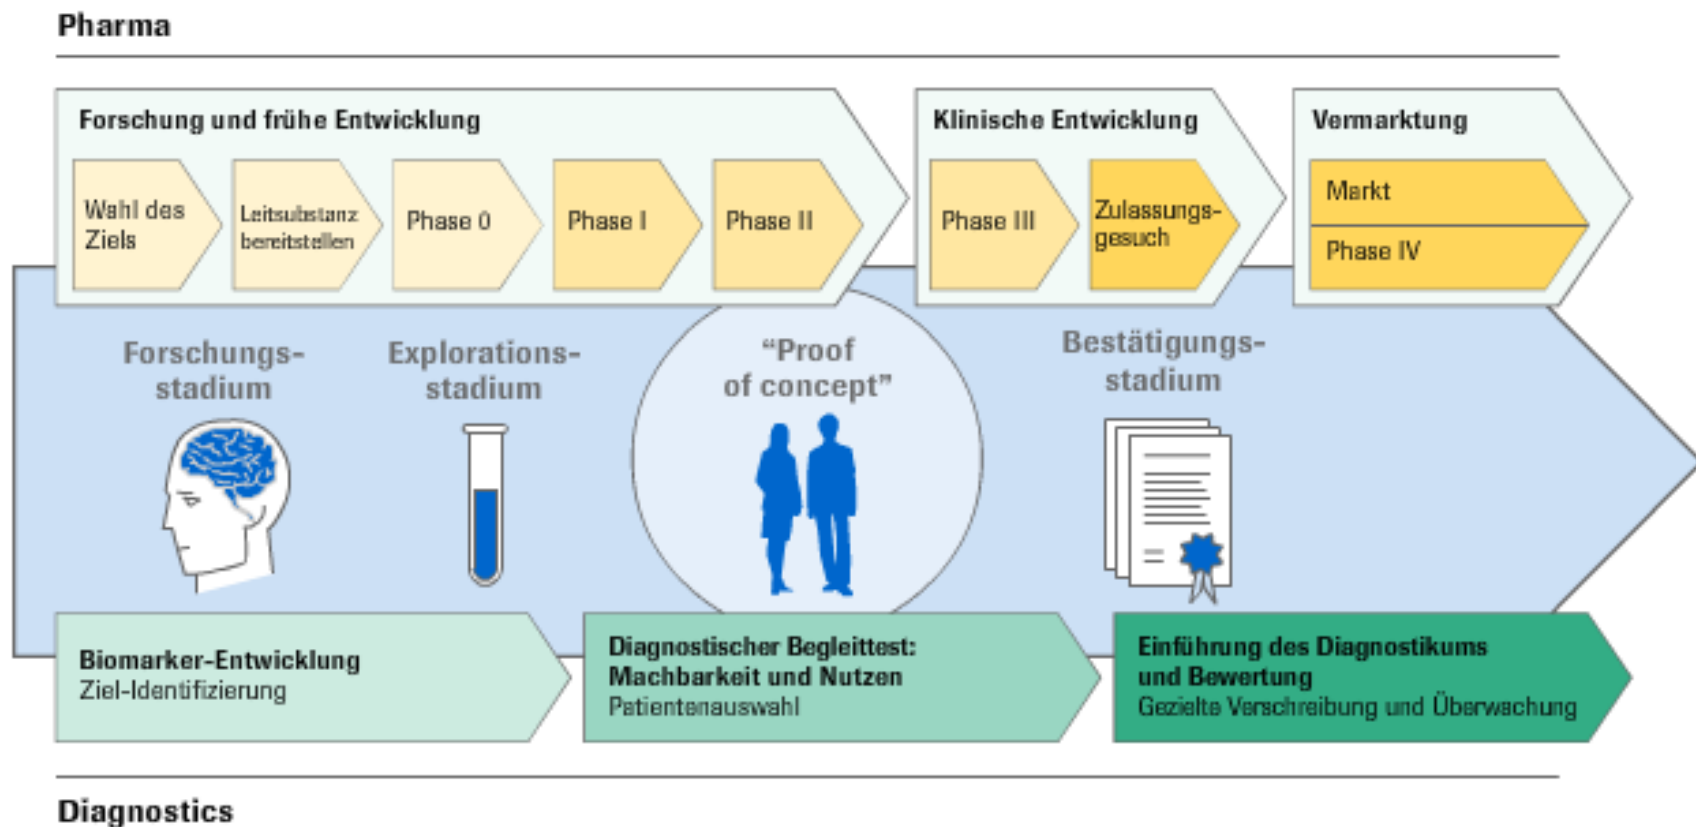 Pharma
Forschung und frühe Entwicklung
Wahl des
Ziels
Leitsubstanz
bereitstellen
Phase 0
Phase I
Phase II
Klinische Entwicklung
Phase III
Zulassungs-
gesuch
Vermarktung
Markt
Phase IV
Forschungs-
stadium
Explorations-
stadium
“Proof
of concept”
Bestätigungs-
stadium
Biomarker-Entwicklung
Ziel-Identifizierung
Diagnostischer Begleittest:
Machbarkeit und Nutzen
Patientenauswahl
Einführung des Diagnostikums
und Bewertung
Gezielte Verschreibung und Überwachung
Diagnostics